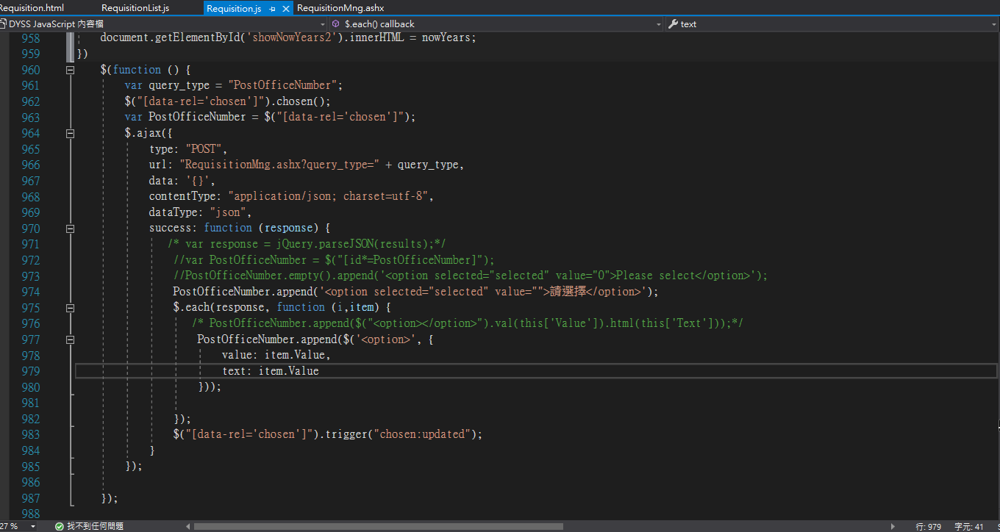 Requisition.html RequisitionList.js Requisition.js RequisitionMng.ashx
DYSS JavaScript 內容檔 $.each() callback text
958 document.getElementById('showNowYears2').innerHTML = nowYears;
959 })
960 $(function () {
961 var query_type = "PostOfficeNumber";
962 $("[data-rel='chosen']").chosen();
963 var PostOfficeNumber = $("[data-rel='chosen']");
964 $.ajax({
965 type: "POST",
966 url: "RequisitionMng.ashx?query_type=" + query_type,
967 data: '{}',
968 contentType: "application/json; charset=utf-8",
969 dataType: "json",
970 success: function (response) {
971 /* var response = jQuery.parseJSON(results);*/
972 //var PostOfficeNumber = $("[id*=PostOfficeNumber]");
973 //PostOfficeNumber.empty().append('<option selected="selected" value="0">Please select</option>');
974 PostOfficeNumber.append('<option selected="selected" value="">請選擇</option>');
975 $.each(response, function (i,item) {
976 /* PostOfficeNumber.append($("<option></option>").val(this['Value']).html(this['Text']));*/
977 PostOfficeNumber.append($('<option>', {
978 value: item.Value,
979 text: item.Value
980 }));
981
982 });
983 $("[data-rel='chosen']").trigger("chosen:updated");
984 }
985 });
986
987 });
988
27 % 找不到任何問題 行: 979 字元: 41